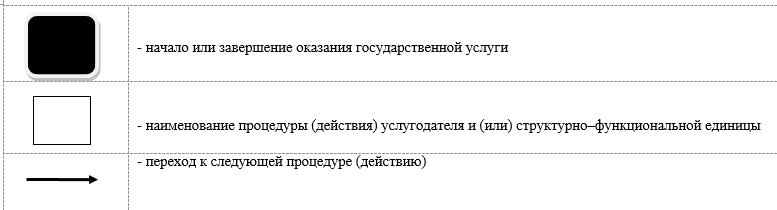 - начало или завершение оказания государственной услуги
- наименование процедуры (действия) услугодателя и (или) структурно–функциональной единицы
- переход к следующей процедуре (действию)